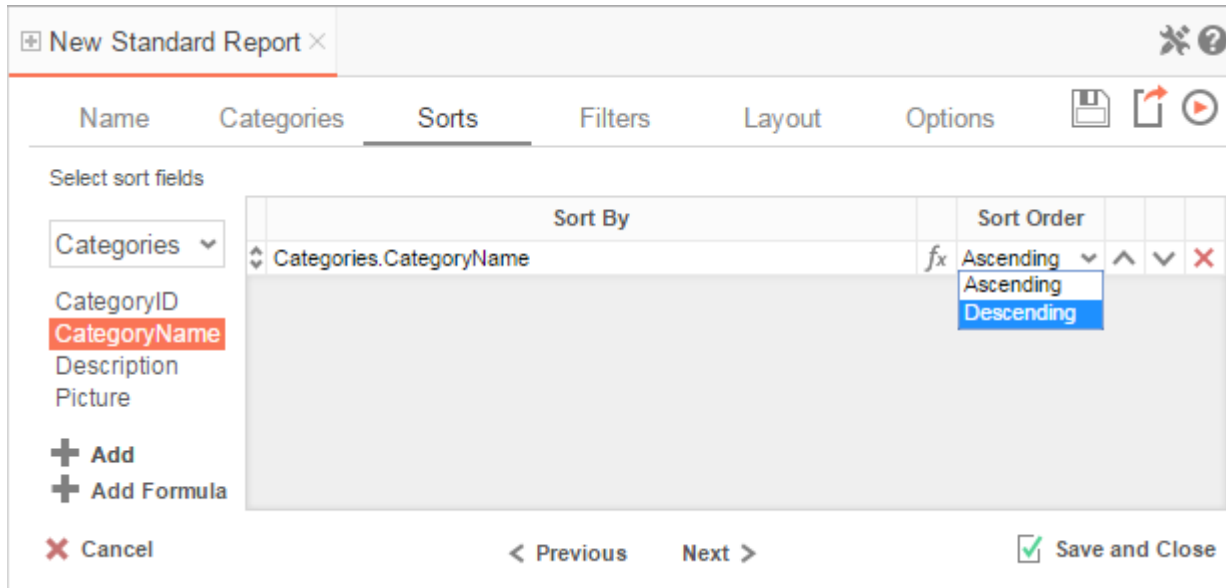 New Standard Report
Name Categories Sorts Filters Layout Options
Select sort fields
Sort By Sort Order
Categories
Categories.CategoryName fx Ascending
Ascending
Descending
CategoryID
CategoryName
Description
Picture
Add
Add Formula
Cancel < Previous Next > Save and Close